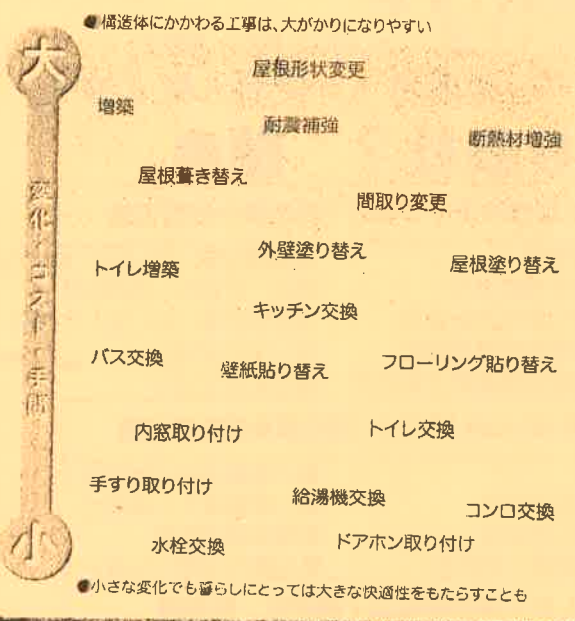 ●構造体にかかわる工事は、大がかりになりやすい
大
屋根形状変更
増築
耐震補強
断熱材増強
屋根葺き替え
間取り変更
変化・コスト・手間
外壁塗り替え
屋根塗り替え
トイレ増築
キッチン交換
バス交換
壁紙貼り替え
フローリング貼り替え
内窓取り付け
トイレ交換
手すり取り付け
給湯機交換
コンロ交換
小
水栓交換
ドアホン取り付け
●小さな変化でも暮らしにとっては大きな快適性をもたらすことも